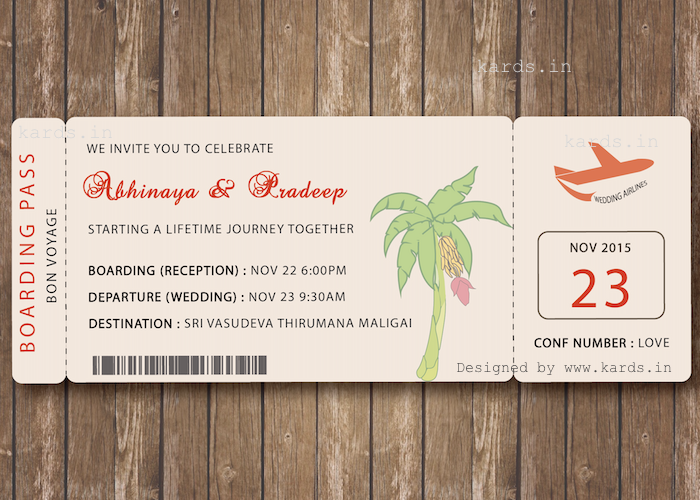 kards.in
kards.in
kards.in
BOARDING PASS
BON VOYAGE
WE INVITE YOU TO CELEBRATE
Abhinaya & Pradeep
STARTING A LIFETIME JOURNEY TOGETHER
BOARDING (RECEPTION) : NOV 22 6:00PM
DEPARTURE (WEDDING) : NOV 23 9:30AM
DESTINATION : SRI VASUDEVA THIRUMANA MALIGAI
WEDDING AIRLINES
NOV 2015
23
CONF NUMBER : LOVE
Designed by www.kards.in